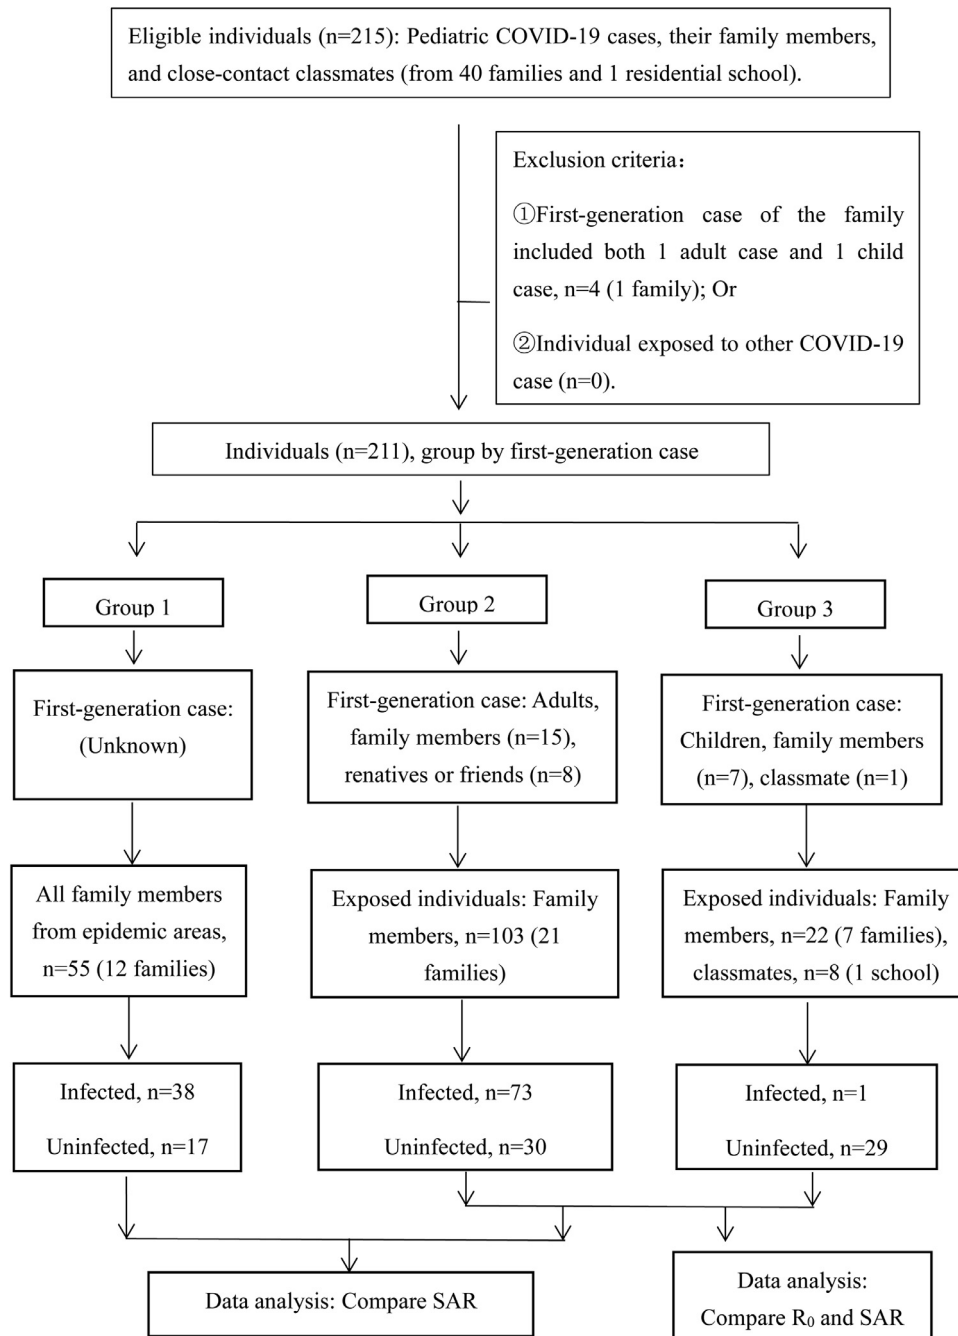 Eligible individuals (n=215): Pediatric COVID-19 cases, their family members,
and close-contact classmates (from 40 families and 1 residential school).
Exclusion criteria：
①First-generation case of the family
included both 1 adult case and 1 child
case, n=4 (1 family); Or
②Individual exposed to other COVID-19
case (n=0).
Individuals (n=211), group by first-generation case
Group 1
Group 2
Group 3
First-generation case:
(Unknown)
First-generation case: Adults,
family members (n=15),
renatives or friends (n=8)
First-generation case:
Children, family members
(n=7), classmate (n=1)
All family members
from epidemic areas,
n=55 (12 families)
Exposed individuals: Family
members, n=103 (21
families)
Exposed individuals: Family
members, n=22 (7 families),
classmates, n=8 (1 school)
Infected, n=38
Uninfected, n=17
Infected, n=73
Uninfected, n=30
Infected, n=1
Uninfected, n=29
Data analysis: Compare SAR
Data analysis:
Compare R₀ and SAR